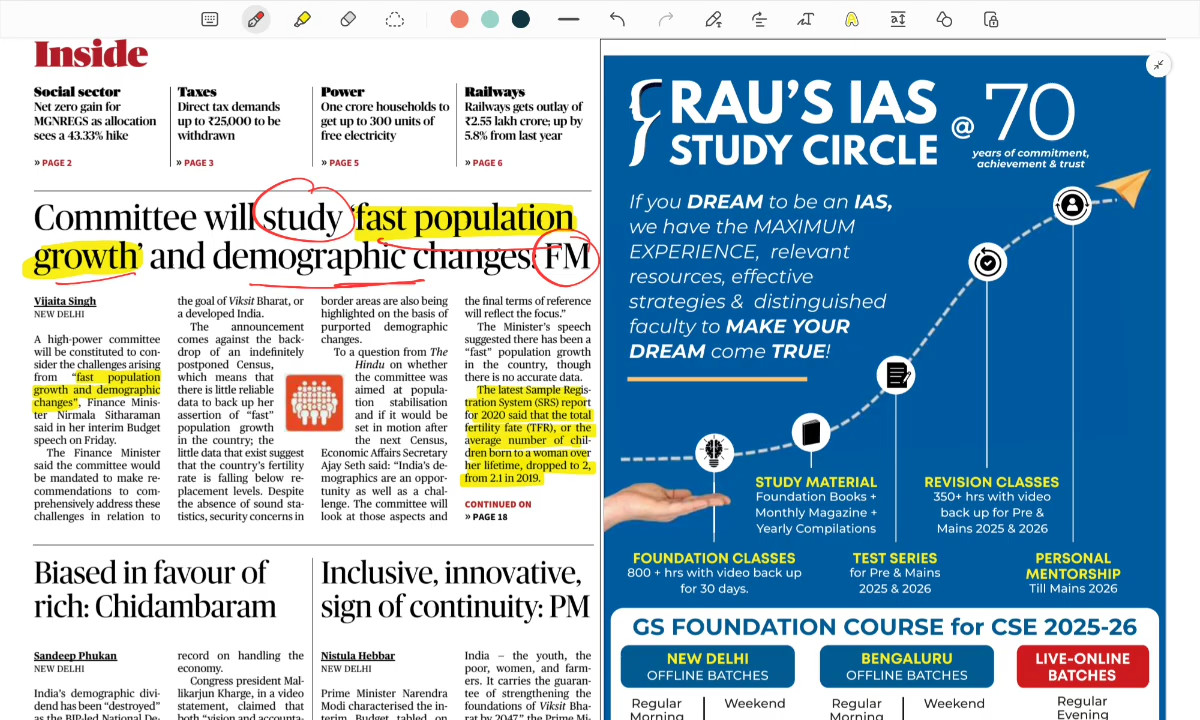 Inside
Social sector
Net zero gain for
MGNREGS as allocation
sees a 43.33% hike
» PAGE 2
Taxes
Direct tax demands
up to ₹25,000 to be
withdrawn
» PAGE 3
Power
One crore households to
get up to 300 units of
free electricity
» PAGE 5
Railways
Railways gets outlay of
₹2.55 lakh crore; up by
5.8% from last year
» PAGE 6
Committee will study ‘fast population
growth’ and demographic changes: FM
Vijaita Singh
NEW DELHI
A high-power committee
will be constituted to con-
sider the challenges arising
from “fast population
growth and demographic
changes”, Finance Minis-
ter Nirmala Sitharaman
said in her interim Budget
speech on Friday.
The Finance Minister
said the committee would
be mandated to make re-
commendations to com-
prehensively address these
challenges in relation to
the goal of Viksit Bharat, or
a developed India.
The announcement
comes against the back-
drop of an indefinitely
postponed Census,
which means that
there is little reliable
data to back up her
assertion of “fast”
population growth
in the country; the
little data that exist suggest
that the country’s fertility
rate is falling below re-
placement levels. Despite
the absence of sound sta-
tistics, security concerns in
border areas are also being
highlighted on the basis of
purported demographic
changes.
To a question from The
Hindu on whether
the committee was
aimed at popula-
tion stabilisation
and if it would be
set in motion after
the next Census,
Economic Affairs Secretary
Ajay Seth said: “India’s de-
mographics are an oppor-
tunity as well as a chal-
lenge. The committee will
look at those aspects and
the final terms of reference
will reflect the focus.”
The Minister’s speech
suggested there has been a
“fast” population growth
in the country, though
there is no accurate data.
The latest Sample Regis-
tration System (SRS) report
for 2020 said that the total
fertility fate (TFR), or the
average number of chil-
dren born to a woman over
her lifetime, dropped to 2,
from 2.1 in 2019.
CONTINUED ON
» PAGE 18
Biased in favour of
rich: Chidambaram
Sandeep Phukan
NEW DELHI
India’s demographic divi-
dend has been “destroyed”
as the BJP-led National De-
record on handling the
economy.
Congress president Mal-
likarjun Kharge, in a video
statement, claimed that
both “vision and accounta-
Inclusive, innovative,
sign of continuity: PM
Nistula Hebbar
NEW DELHI
Prime Minister Narendra
Modi characterised the in-
terim Budget tabled on
India — the youth, the
poor, women, and farm-
ers. It carries the guaran-
tee of strengthening the
foundations of Viksit Bha-
rat by 2047,” the Prime Mi-
RAU’S IAS
STUDY CIRCLE
@ 70
years of commitment,
achievement & trust
If you DREAM to be an IAS,
we have the MAXIMUM
EXPERIENCE, relevant
resources, effective
strategies & distinguished
faculty to MAKE YOUR
DREAM come TRUE!
STUDY MATERIAL
Foundation Books +
Monthly Magazine +
Yearly Compilations
REVISION CLASSES
350+ hrs with video
back up for Pre &
Mains 2025 & 2026
FOUNDATION CLASSES
800 + hrs with video back up
for 30 days.
TEST SERIES
for Pre & Mains
2025 & 2026
PERSONAL
MENTORSHIP
Till Mains 2026
GS FOUNDATION COURSE for CSE 2025-26
NEW DELHI
OFFLINE BATCHES
BENGALURU
OFFLINE BATCHES
LIVE-ONLINE
BATCHES
Regular
Morning
Weekend
Regular
Morning
Weekend
Regular
Evening